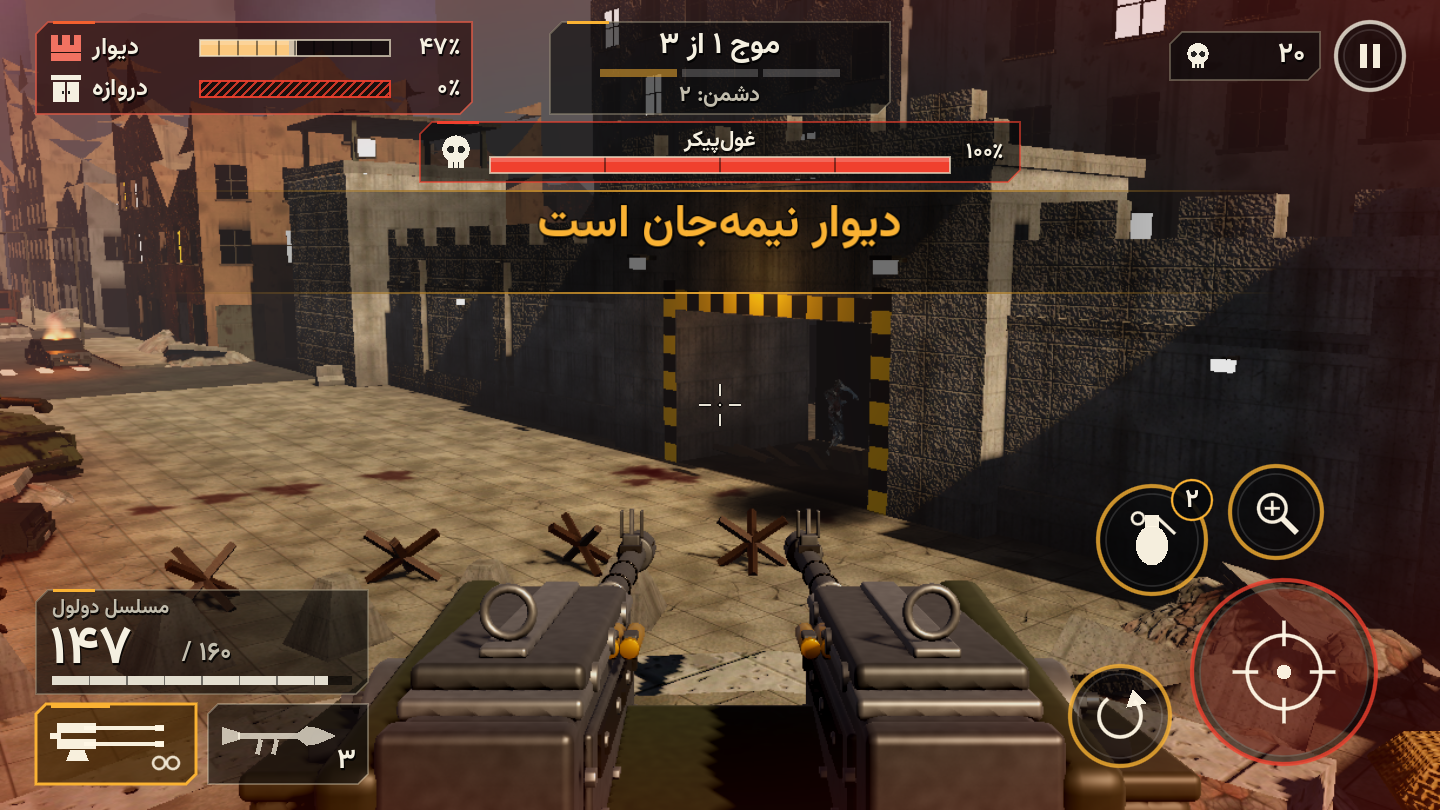 دیوار ۴۷٪
دروازه ۰٪
موج ۱ از ۳
دشمن: ۲
۲۰
غول‌پیکر ۱۰۰٪
دیوار نیمه‌جان است
۲
مسلسل دولول
۱۴۷ / ۱۶۰
∞
۳